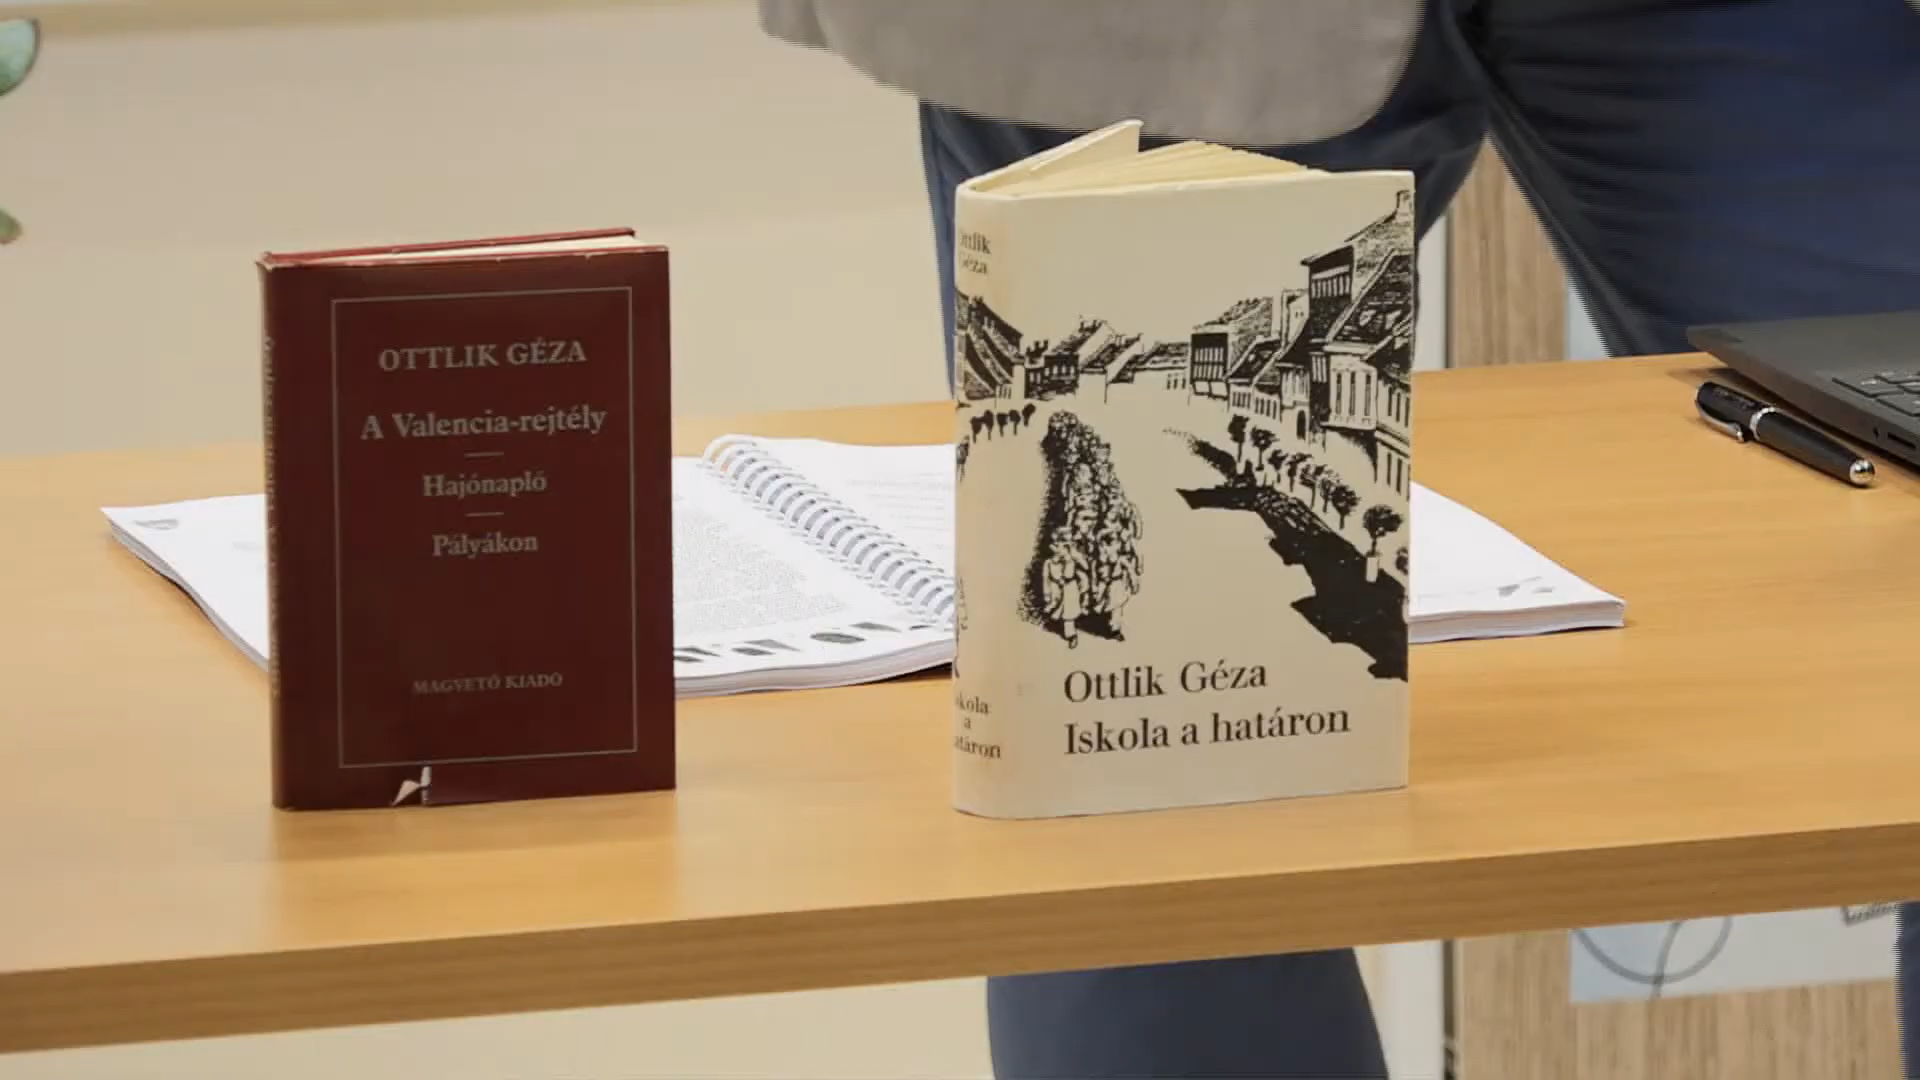 OTTLIK GÉZA
A Valencia-rejtély
Hajónapló
Pályákon
MAGVETŐ KIADÓ
Ottlik
Géza
Iskola
a
határon
Ottlik Géza
Iskola a határon